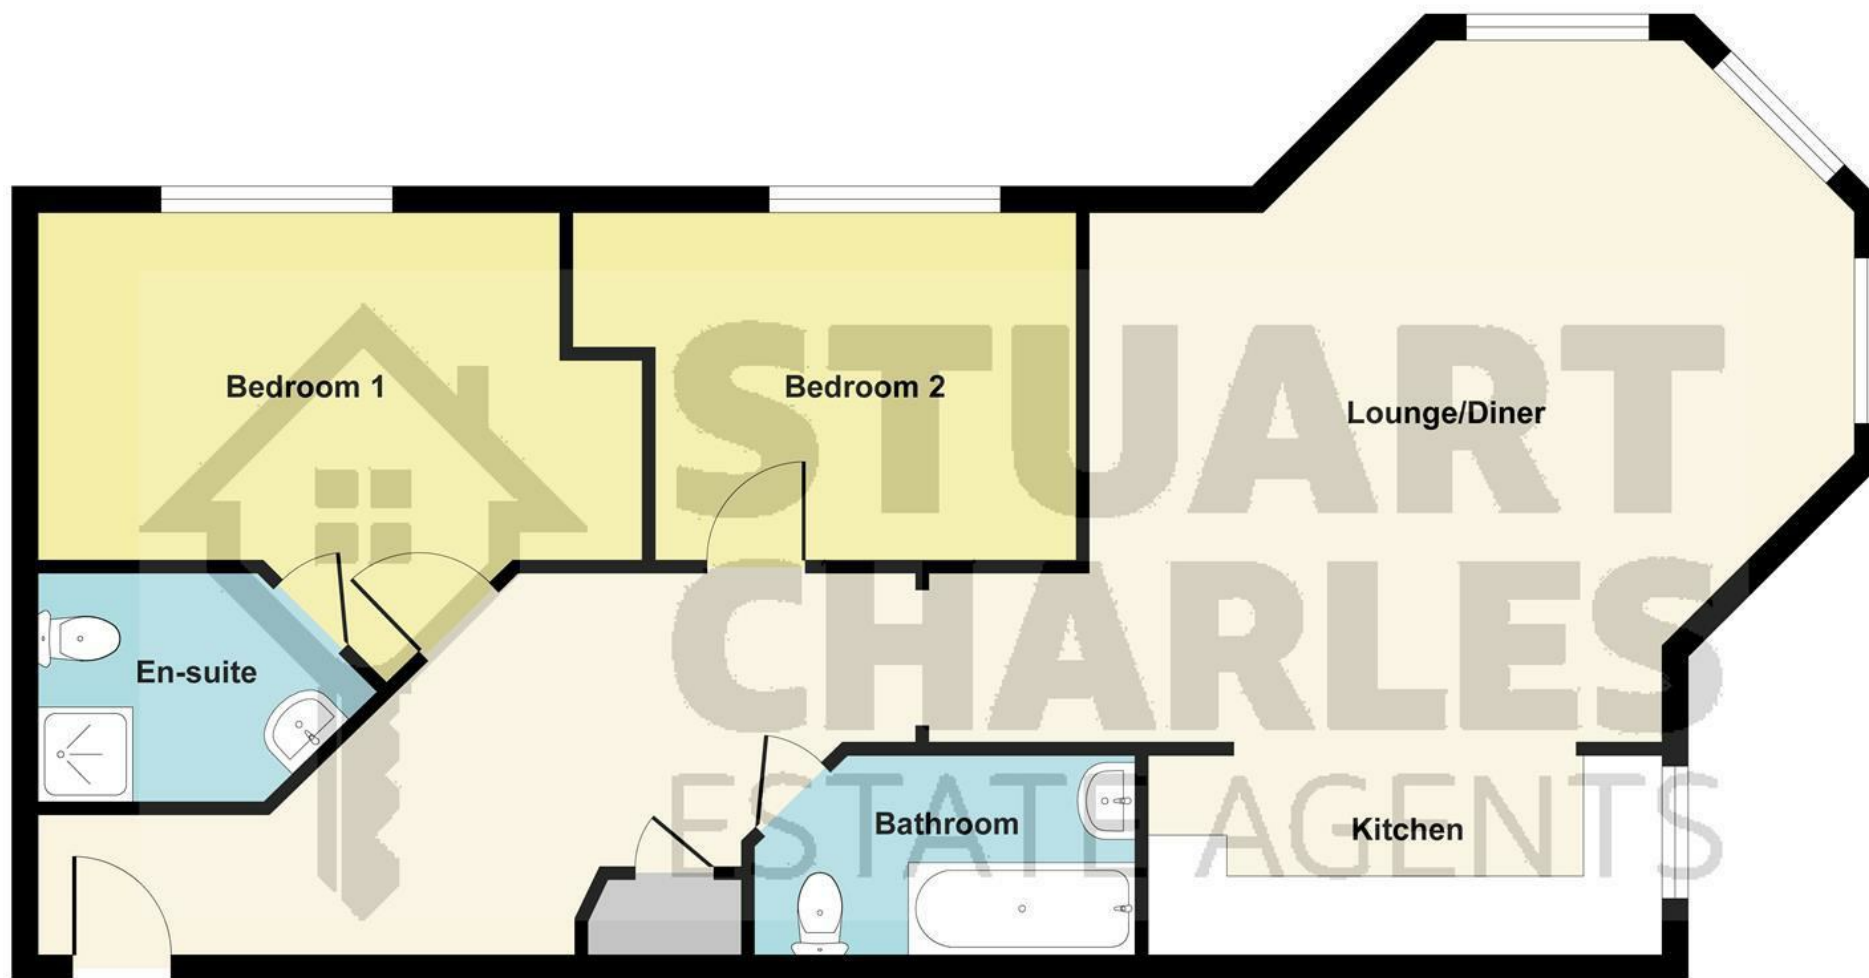 Bedroom 1
Bedroom 2
Lounge/Diner
En-suite
Bathroom
Kitchen
STUART
CHARLES
ESTATE AGENTS